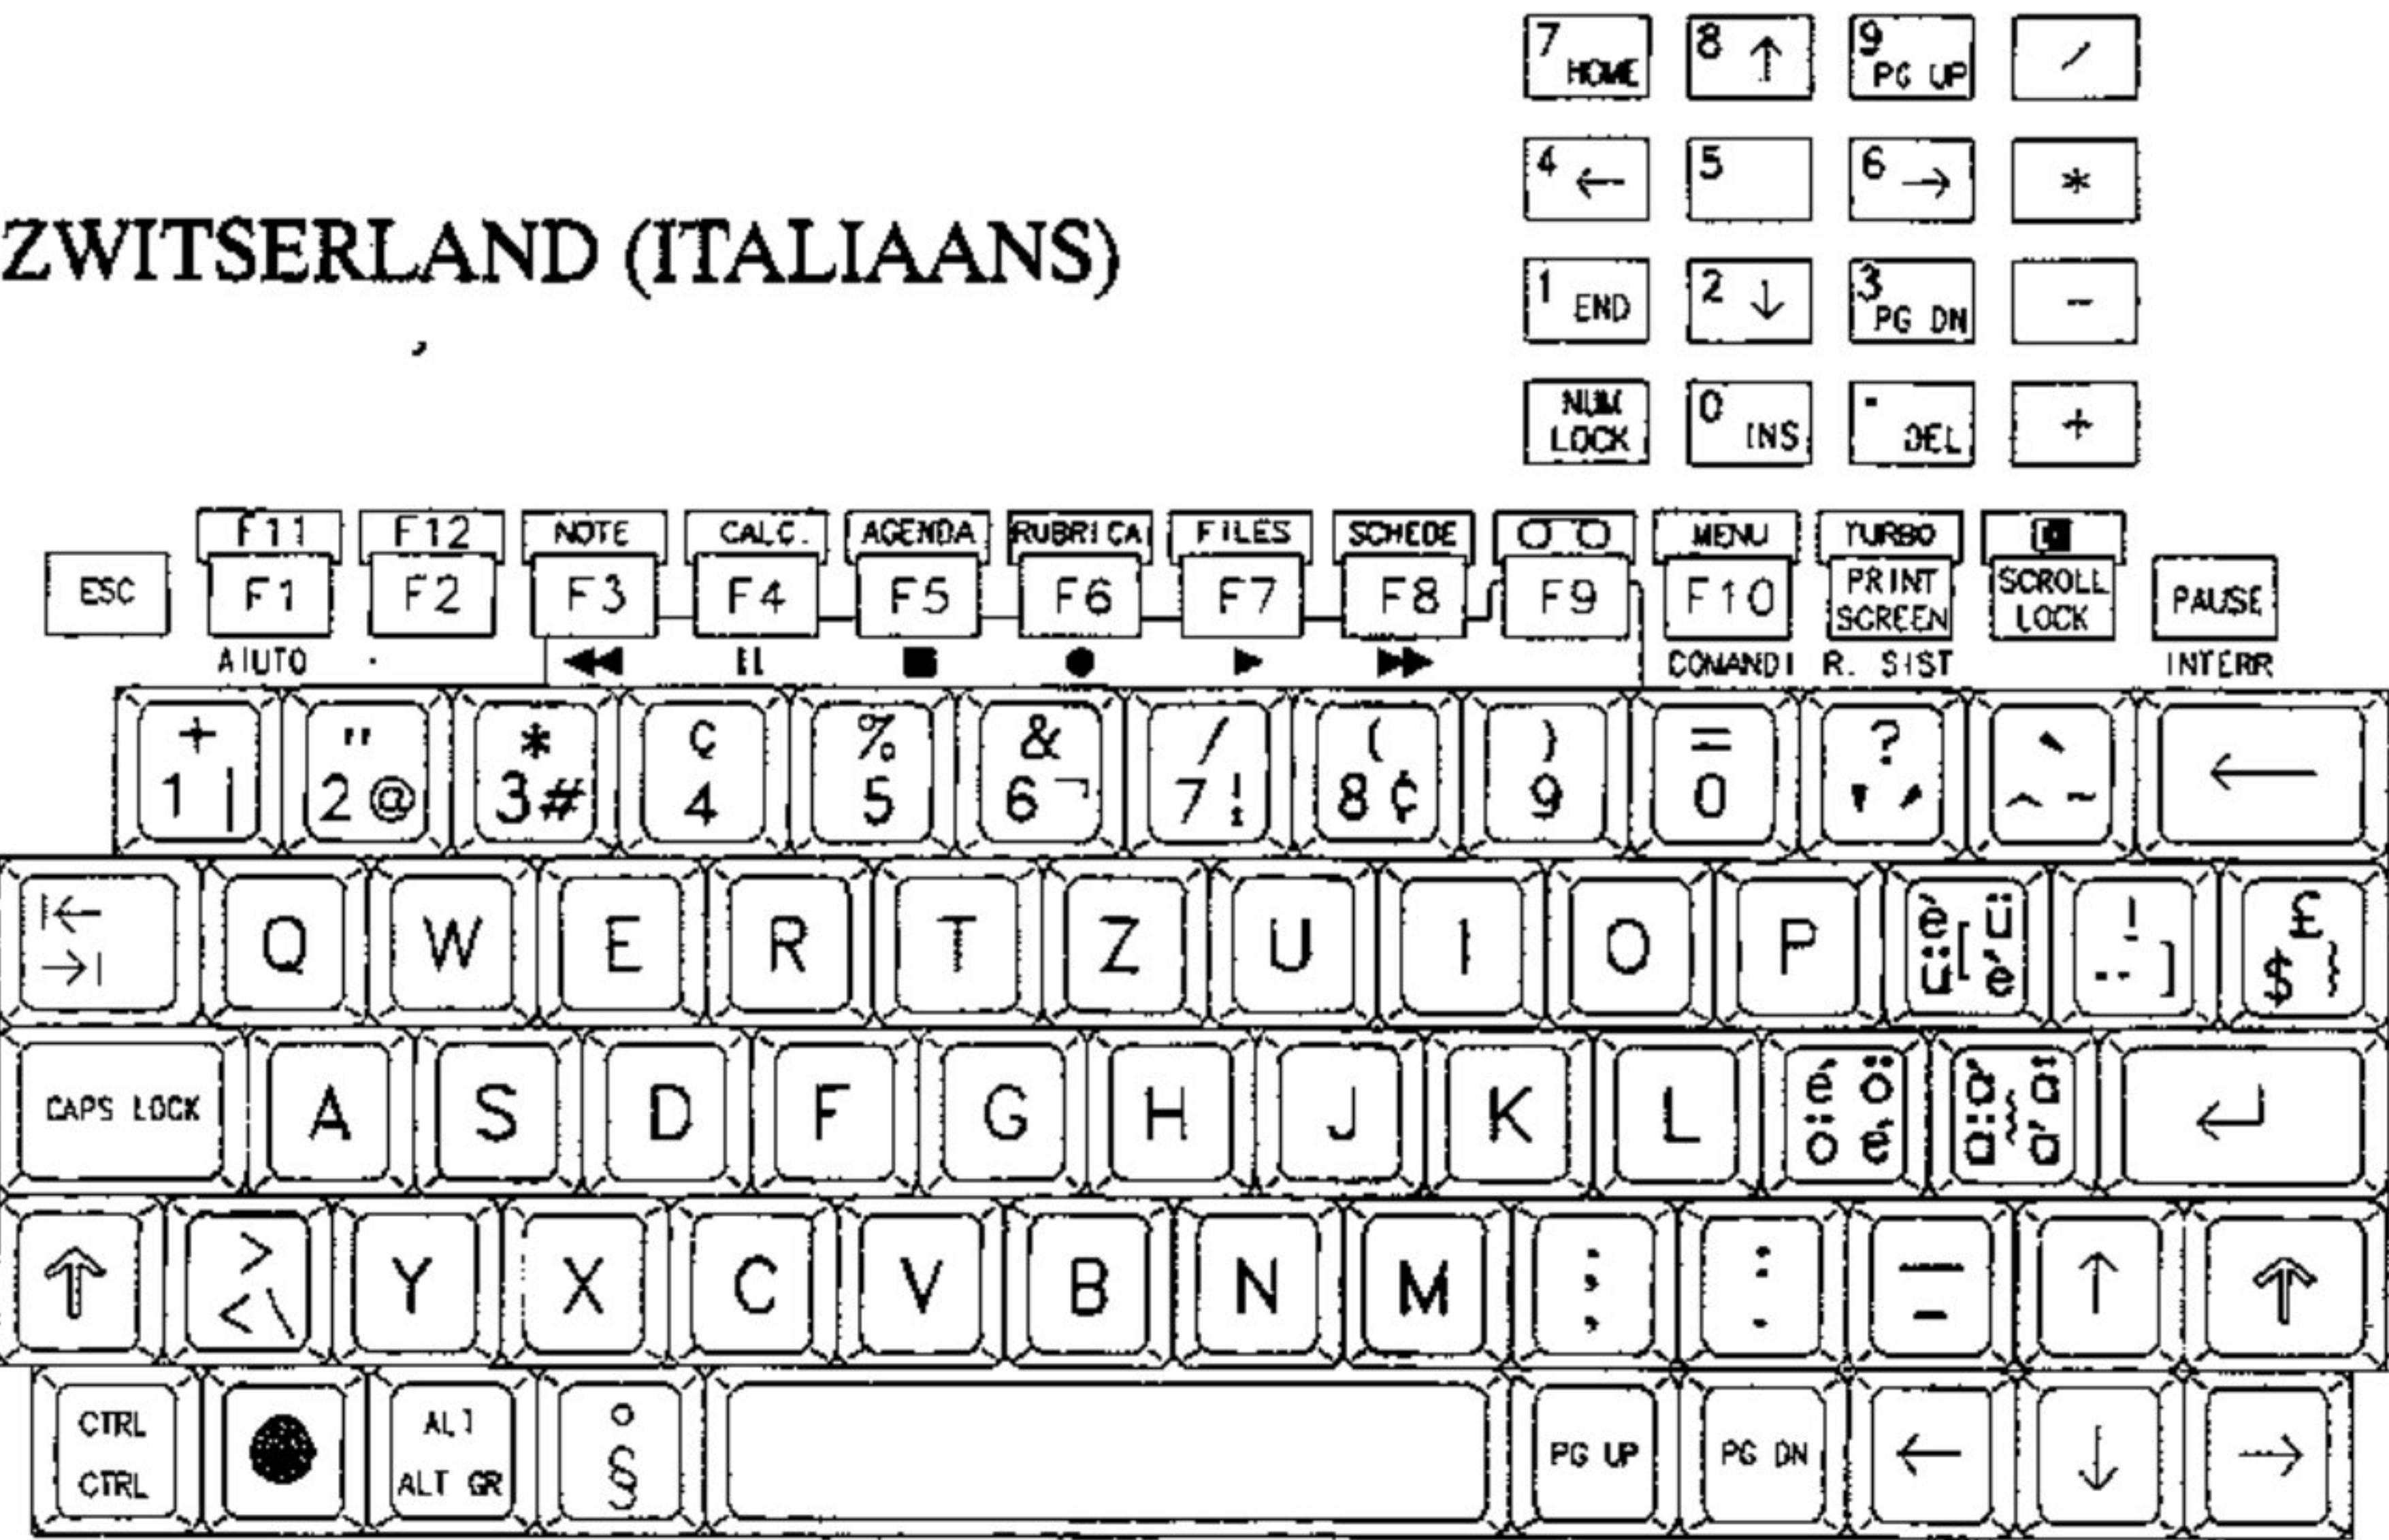 7 HOME 8 ↑ 9 PG UP /
4 ← 5 6 → *
ZWITSERLAND (ITALIAANS)
1 END 2 ↓ 3 PG DN -
NUM LOCK 0 INS . DEL +
F11 F12 NOTE CALC. AGENDA RUBRICA FILES SCHEDE MENU TURBO
ESC F1 F2 F3 F4 F5 F6 F7 F8 F9 F10 PRINT SCREEN SCROLL LOCK PAUSE
AIUTO COMANDI R. SIST INTERR
+ " * ç % & / ( ) = ? `
1 | 2 @ 3 # 4 5 6 ¬ 7 ! 8 ¢ 9 0 ' ´ ^ ~ ←
Q W E R T Z U I O P è ü ü [ é ! ¨ ] £ $ }
CAPS LOCK A S D F G H J K L é ö ö è à ä ä { à ↵
↑ > < \ Y X C V B N M ; , : . _ - ↑ ↑
CTRL ALT ° PG UP PG DN ← ↓ →
CTRL ALT GR §